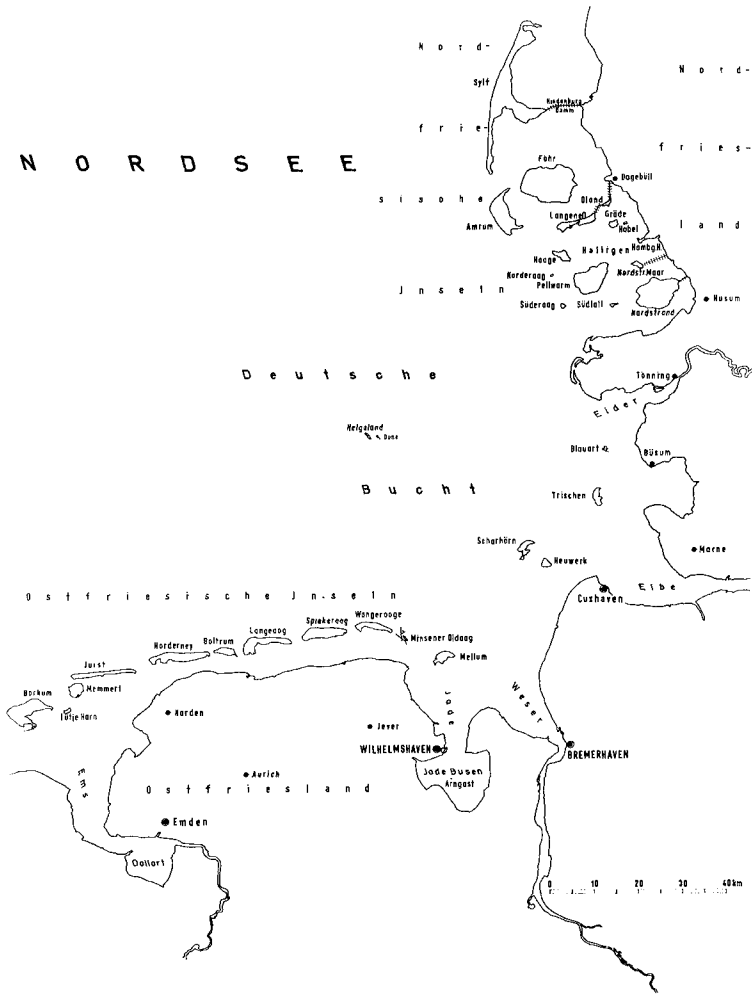 Nord-
Sylt
Nord-
Hindenburg
Damm
frie-
NORDSEE
fries-
Föhr
Dagebüll
sische
Oland
Amrum
Langeneß
Gröde
Habel
land
Halligen
Hambg.H.
Hooge
Norderoog
Nordstr.Moor
Pellworm
Jnseln
Süderoog
Südfall
Nordstrand
Husum
Deutsche
Tönning
Eider
Helgoland
Düne
Blauort
Büsum
Bucht
Trischen
Scharhörn
Neuwerk
Marne
Elbe
Cuxhaven
Ostfriesische Jnseln
Wangerooge
Spiekeroog
Langeoog
Minsener Oldoog
Baltrum
Norderney
Mellum
Juist
Memmert
Borkum
Lütje Hörn
Norden
Jade
Weser
Jever
WILHELMSHAVEN
BREMERHAVEN
Ems
Aurich
Jade Busen
Arngast
Ostfriesland
Emden
Dollart
0 10 20 30 40km